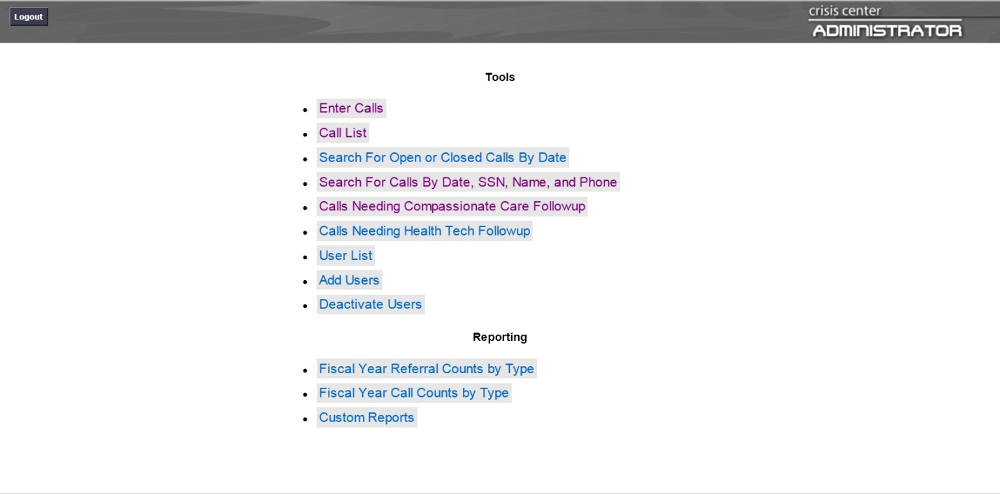 Logout
crisis center
ADMINISTRATOR
Tools
Enter Calls
Call List
Search For Open or Closed Calls By Date
Search For Calls By Date, SSN, Name, and Phone
Calls Needing Compassionate Care Followup
Calls Needing Health Tech Followup
User List
Add Users
Deactivate Users
Reporting
Fiscal Year Referral Counts by Type
Fiscal Year Call Counts by Type
Custom Reports